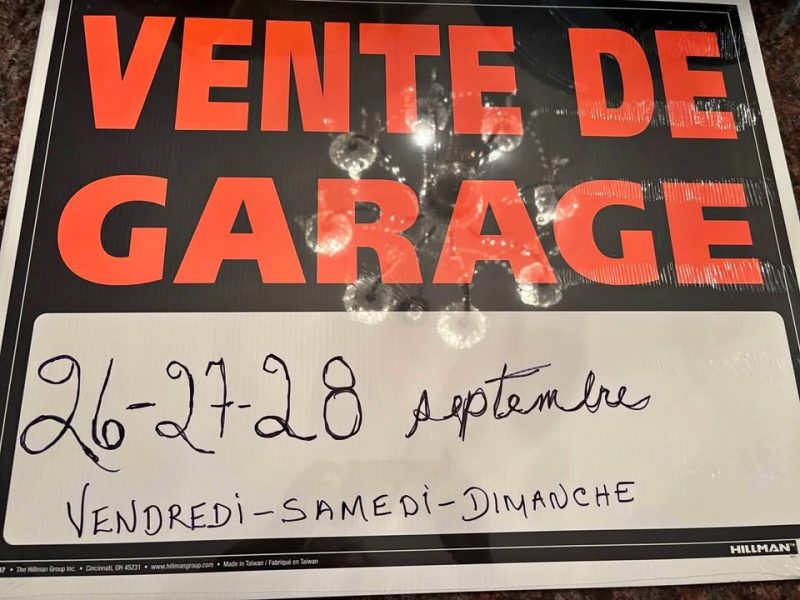 VENTE DE
GARAGE
26-27-28 septembre
VENDREDI-SAMEDI-DIMANCHE
HILLMAN™
The Hillman Group Inc. • Cincinnati, OH 45231 • www.hillmangroup.com • Made in Taiwan / Fabriqué en Taiwan